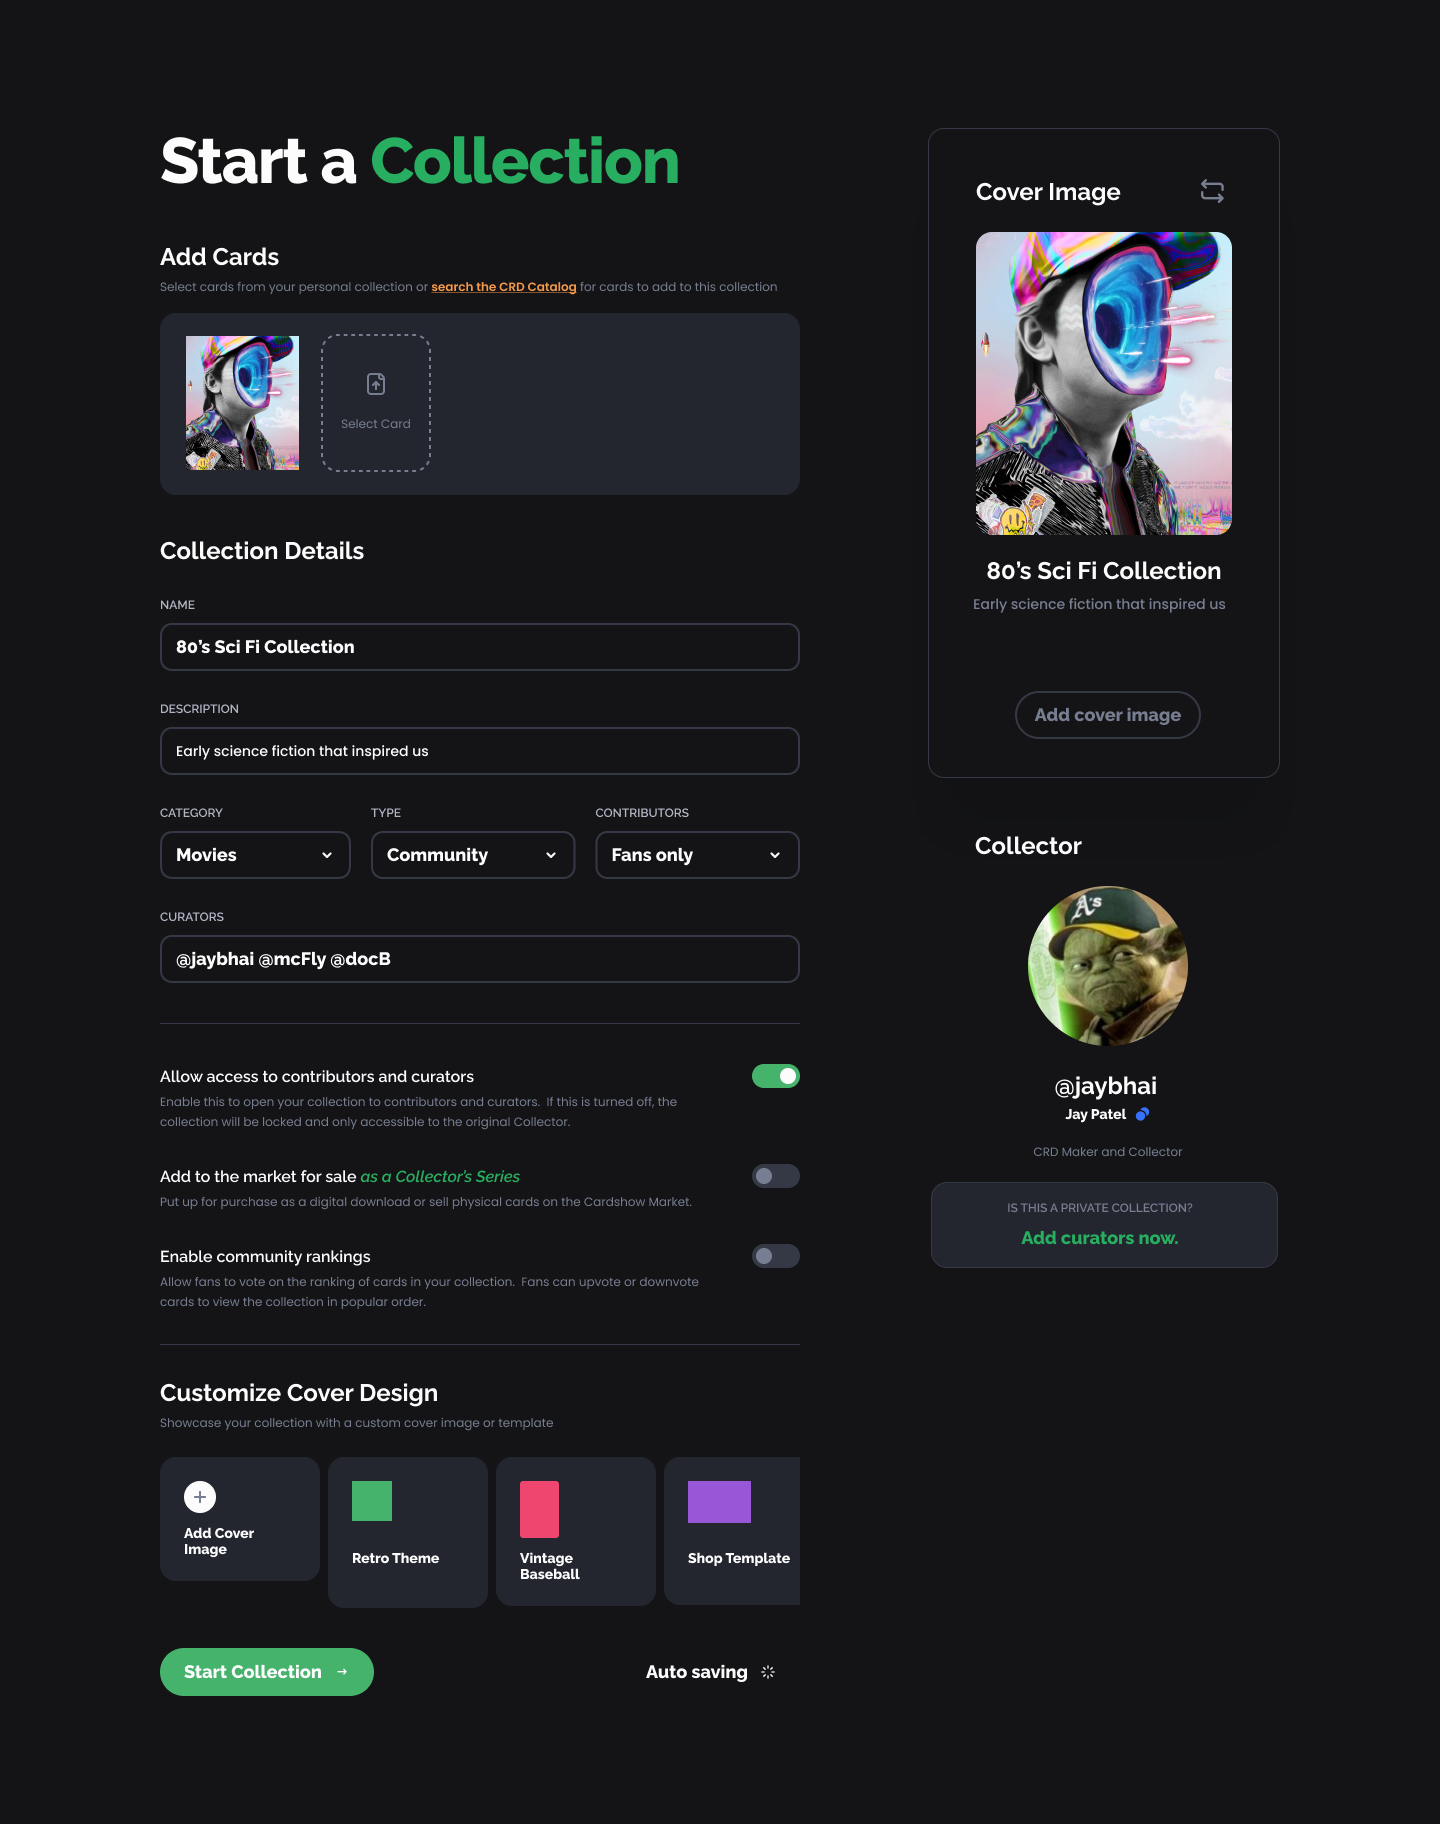 Start a Collection
Add Cards
Select cards from your personal collection or search the CRD Catalog for cards to add to this collection
Select Card
Collection Details
NAME
80's Sci Fi Collection
DESCRIPTION
Early science fiction that inspired us
CATEGORY
TYPE
CONTRIBUTORS
Movies
Community
Fans only
CURATORS
@jaybhai @mcFly @docB
Allow access to contributors and curators
Enable this to open your collection to contributors and curators. If this is turned off, the
collection will be locked and only accessible to the original Collector.
Add to the market for sale as a Collector's Series
Put up for purchase as a digital download or sell physical cards on the Cardshow Market.
Enable community rankings
Allow fans to vote on the ranking of cards in your collection. Fans can upvote or downvote
cards to view the collection in popular order.
Customize Cover Design
Showcase your collection with a custom cover image or template
Add Cover
Image
Retro Theme
Vintage
Baseball
Shop Template
Start Collection →
Auto saving
Cover Image
80's Sci Fi Collection
Early science fiction that inspired us
Add cover image
Collector
A's
@jaybhai
Jay Patel
CRD Maker and Collector
IS THIS A PRIVATE COLLECTION?
Add curators now.